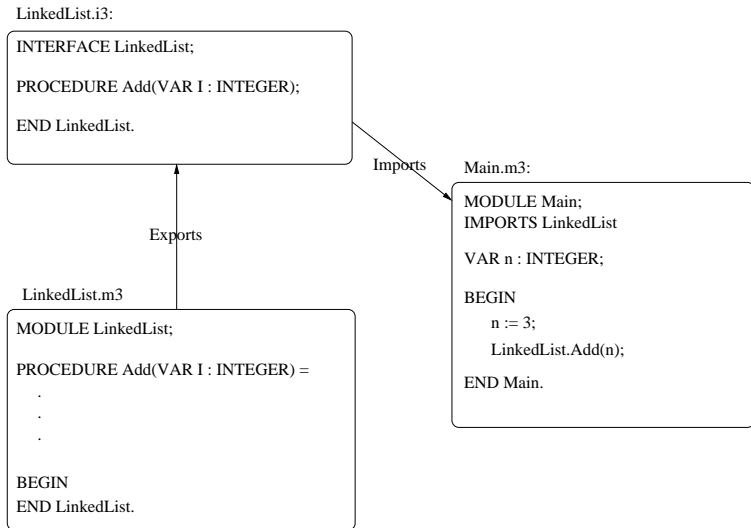 LinkedList.i3:
INTERFACE LinkedList;
PROCEDURE Add(VAR I : INTEGER);
END LinkedList.
Imports
Exports
Main.m3:
MODULE Main;
IMPORTS LinkedList
VAR n : INTEGER;
BEGIN
n := 3;
LinkedList.Add(n);
END Main.
LinkedList.m3
MODULE LinkedList;
PROCEDURE Add(VAR I : INTEGER) =
.
.
.
BEGIN
END LinkedList.